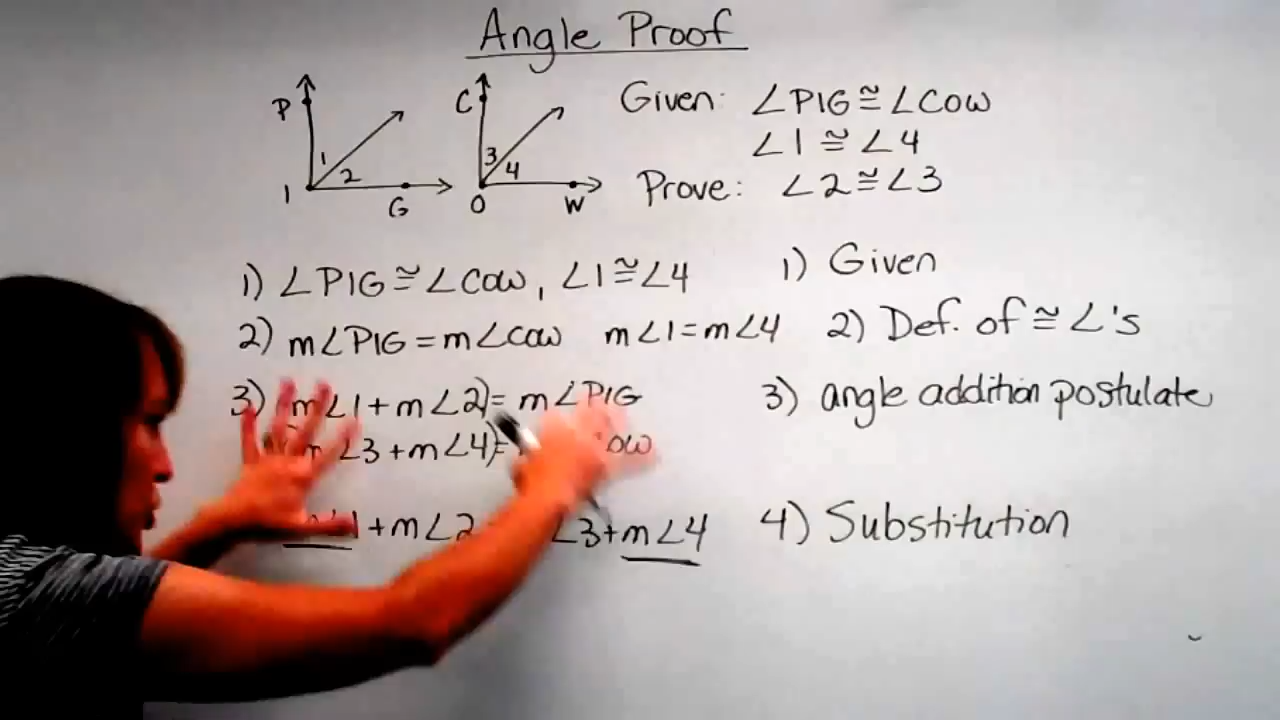 Angle Proof
P 1 2 I G
C 3 4 O W
Given: ∠PIG ≅ ∠COW
∠1 ≅ ∠4
Prove: ∠2 ≅ ∠3
1) ∠PIG ≅ ∠COW, ∠1 ≅ ∠4 1) Given
2) m∠PIG = m∠COW m∠1 = m∠4 2) Def. of ≅ ∠'s
3) (m∠1 + m∠2) = m∠PIG 3) angle addition postulate
m∠3 + m∠4) = OW
1 + m∠2 ∠3 + m∠4 4) Substitution